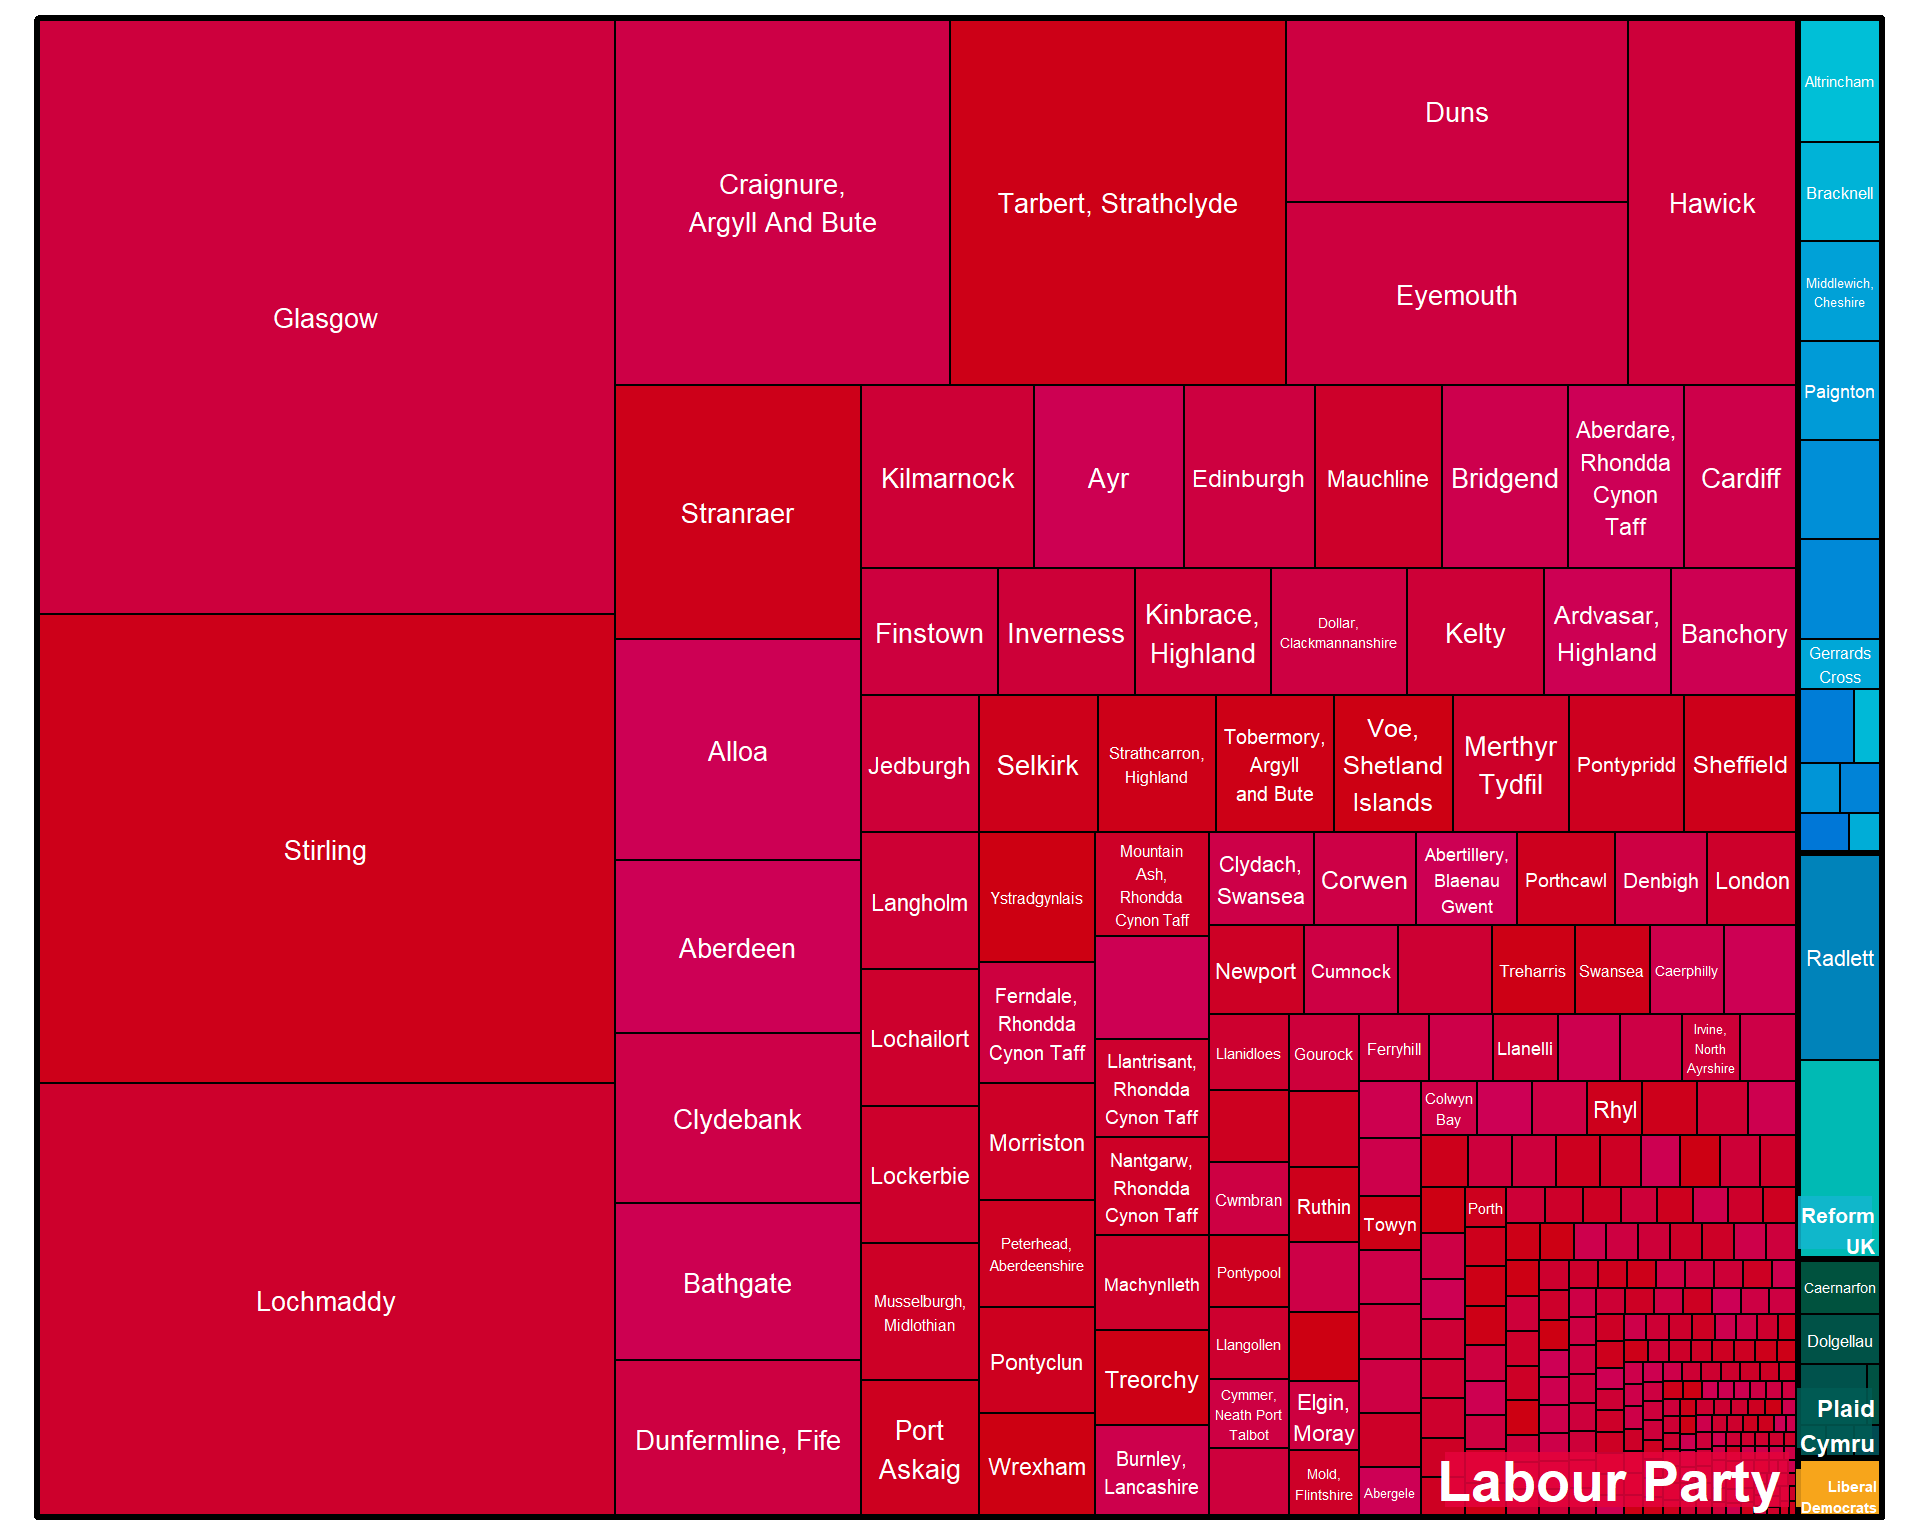 Glasgow
Stirling
Lochmaddy
Craignure,
Argyll And Bute
Tarbert, Strathclyde
Duns
Eyemouth
Hawick
Stranraer
Alloa
Aberdeen
Clydebank
Bathgate
Dunfermline, Fife
Kilmarnock
Ayr
Edinburgh
Mauchline
Bridgend
Aberdare,
Rhondda
Cynon
Taff
Cardiff
Finstown
Inverness
Kinbrace,
Highland
Dollar,
Clackmannanshire
Kelty
Ardvasar,
Highland
Banchory
Jedburgh
Selkirk
Strathcarron,
Highland
Tobermory,
Argyll
and Bute
Voe,
Shetland
Islands
Merthyr
Tydfil
Pontypridd
Sheffield
Langholm
Lochailort
Lockerbie
Musselburgh,
Midlothian
Port
Askaig
Ystradgynlais
Ferndale,
Rhondda
Cynon Taff
Morriston
Peterhead,
Aberdeenshire
Pontyclun
Wrexham
Mountain
Ash,
Rhondda
Cynon Taff
Llantrisant,
Rhondda
Cynon Taff
Nantgarw,
Rhondda
Cynon Taff
Machynlleth
Treorchy
Burnley,
Lancashire
Clydach,
Swansea
Corwen
Abertillery,
Blaenau
Gwent
Porthcawl
Denbigh
London
Newport
Cumnock
Treharris
Swansea
Caerphilly
Llanidloes
Cwmbran
Pontypool
Llangollen
Cymmer,
Neath Port
Talbot
Gourock
Ruthin
Elgin,
Moray
Mold,
Flintshire
Ferryhill
Llanelli
Irvine,
North
Ayrshire
Colwyn
Bay
Rhyl
Towyn
Porth
Abergele
Labour Party
Altrincham
Bracknell
Middlewich,
Cheshire
Paignton
Gerrards
Cross
Radlett
Reform
UK
Caernarfon
Dolgellau
Plaid
Cymru
Liberal
Democrats